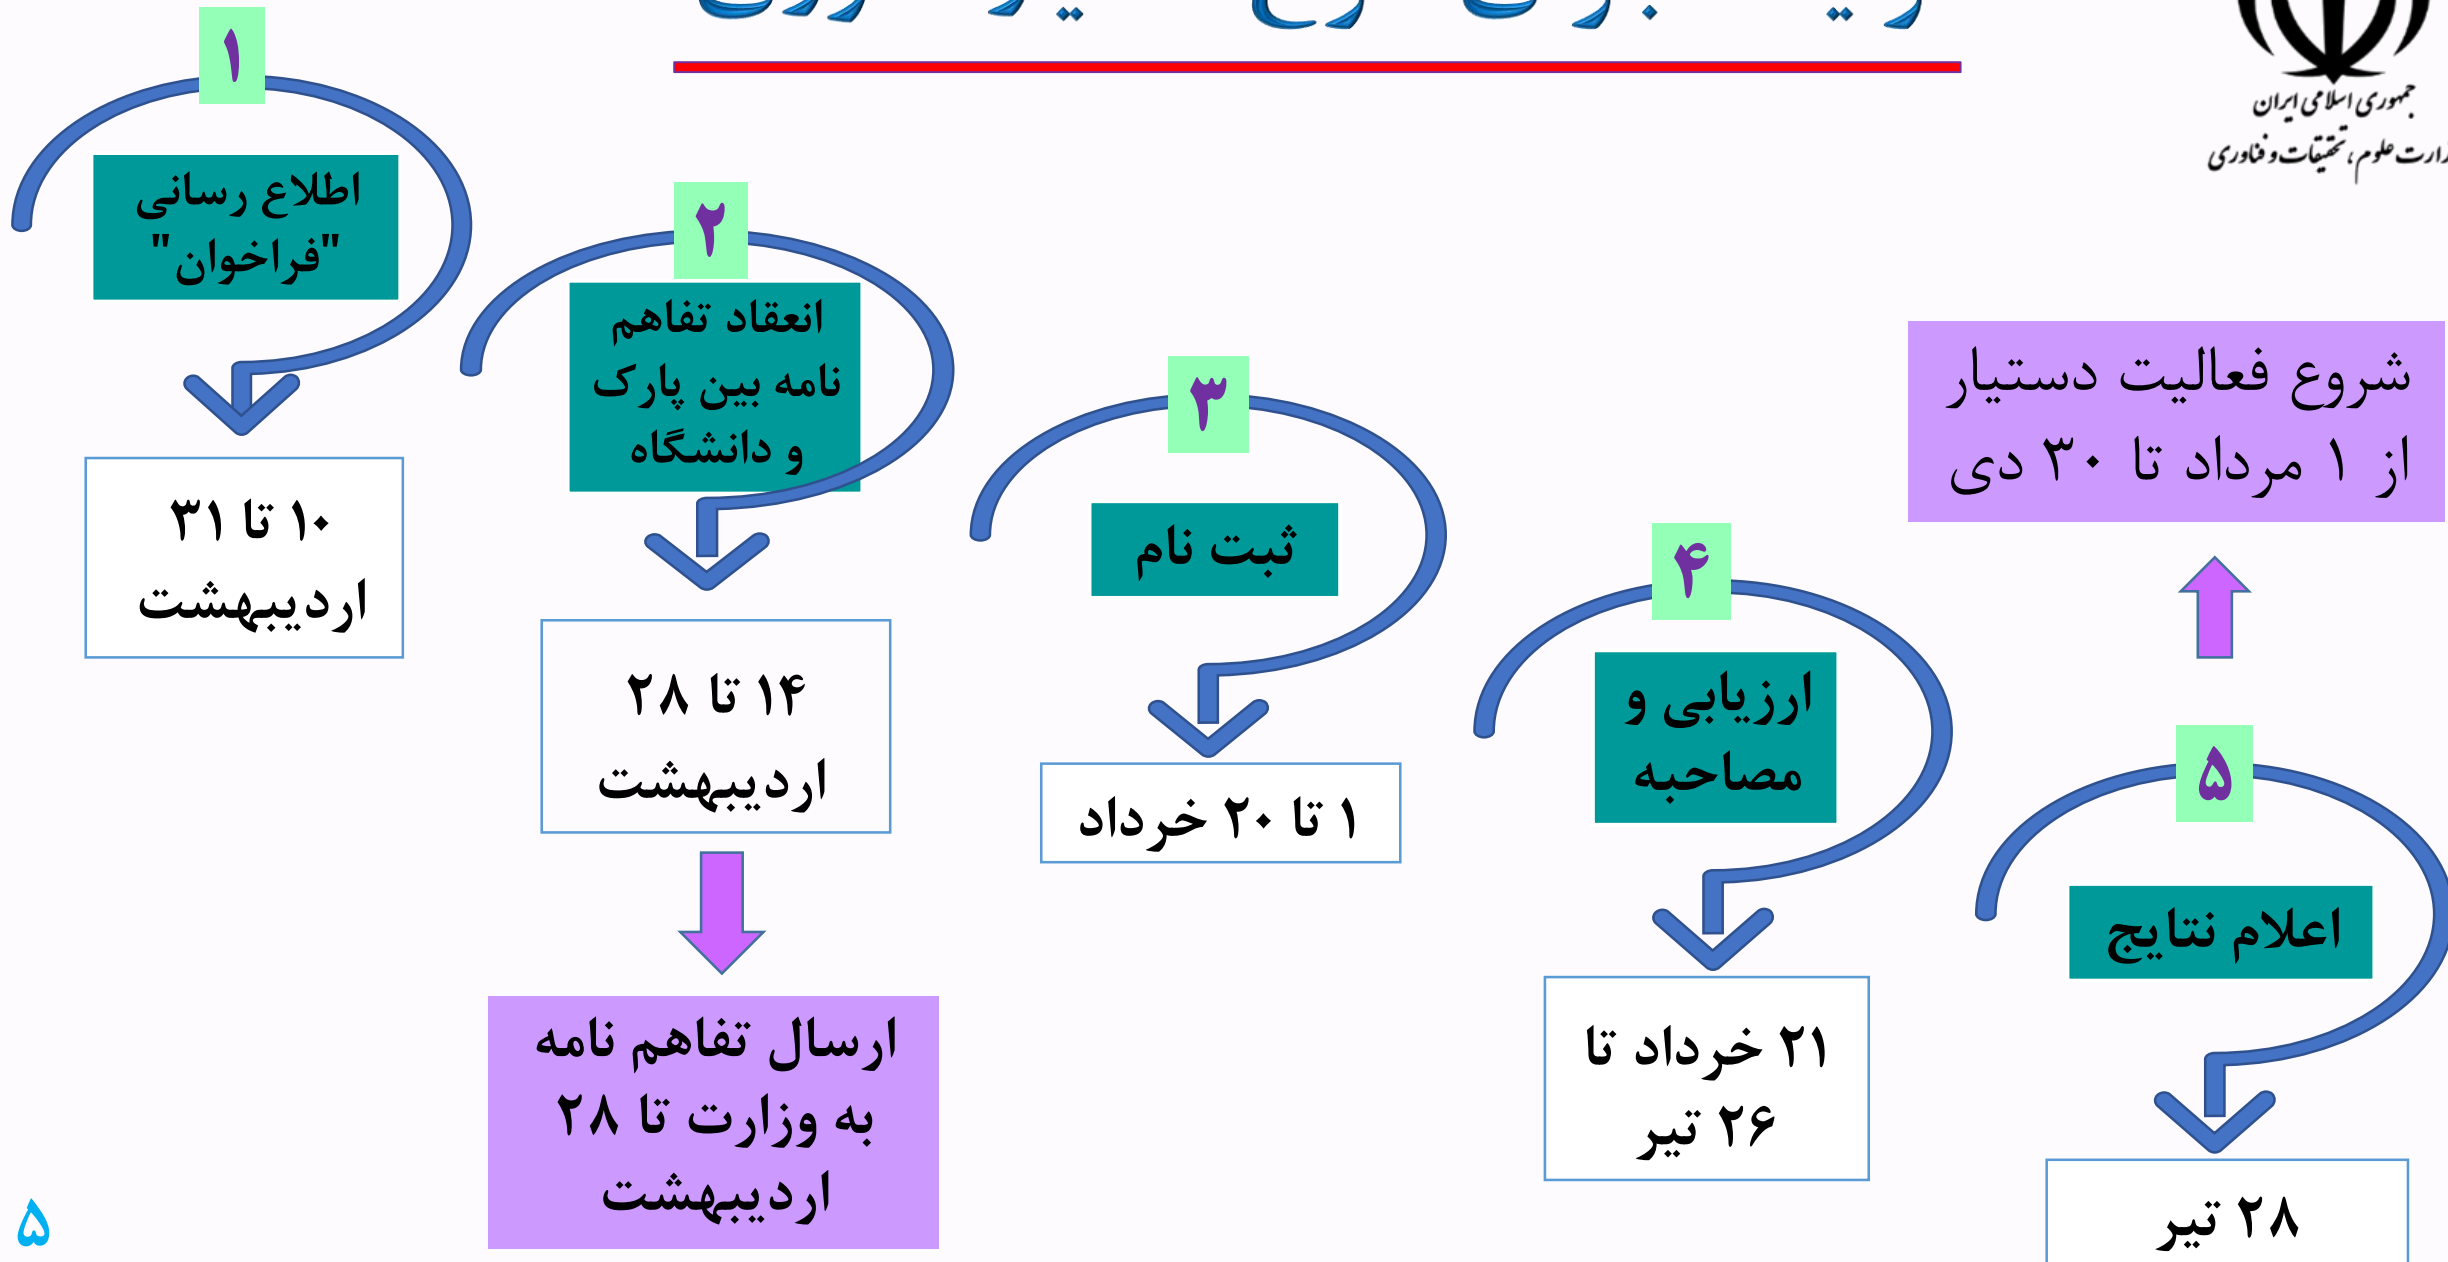 جمهوری اسلامی ایران
علوم، تحقیقات و فناوری
۱
اطلاع رسانی
"فراخوان"
۱۰ تا ۳۱
اردیبهشت
۲
انعقاد تفاهم
نامه بین پارک
و دانشگاه
۱۴ تا ۲۸
اردیبهشت
ارسال تفاهم نامه
به وزارت تا ۲۸
اردیبهشت
۳
ثبت نام
۱ تا ۲۰ خرداد
۴
ارزیابی و
مصاحبه
۲۱ خرداد تا
۲۶ تیر
۵
اعلام نتایج
۲۸ تیر
شروع فعالیت دستیار
از ۱ مرداد تا ۳۰ دی
۵